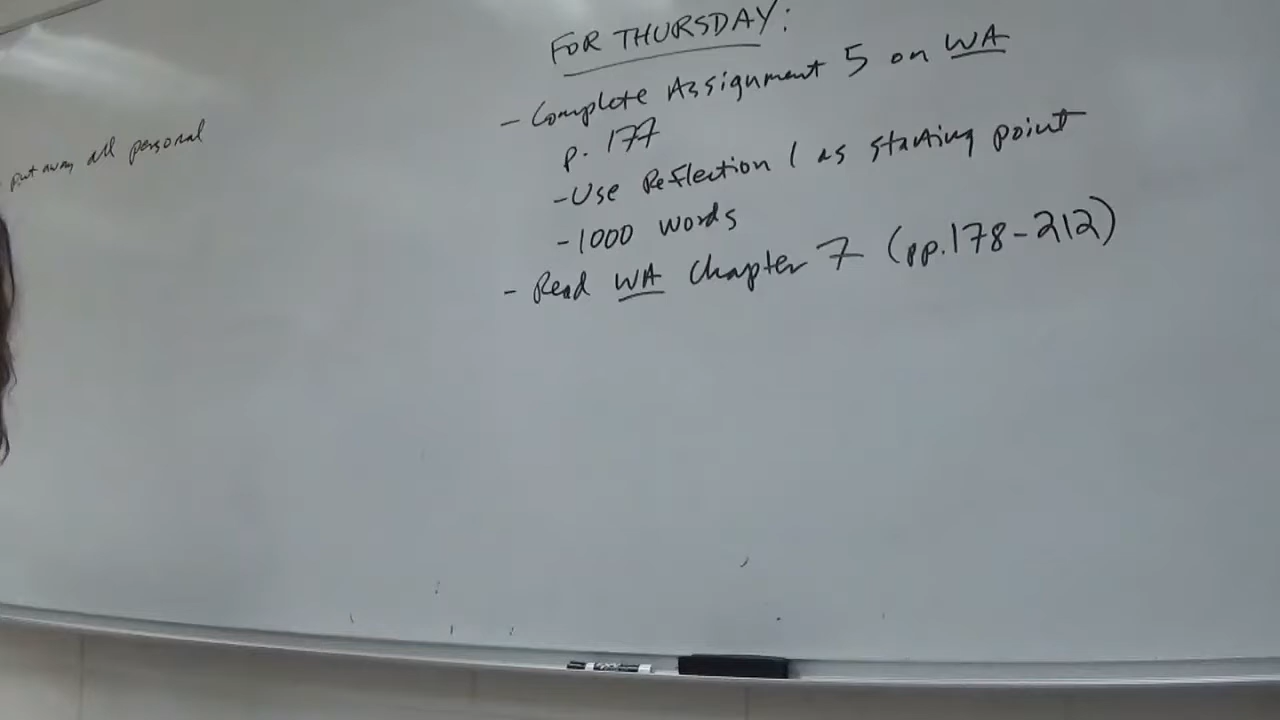 FOR THURSDAY:
- Complete Assignment 5 on WA
p. 177
- Use Reflection 1 as starting point
- 1000 words
- Read WA Chapter 7 (pp. 178-212)
put away all personal